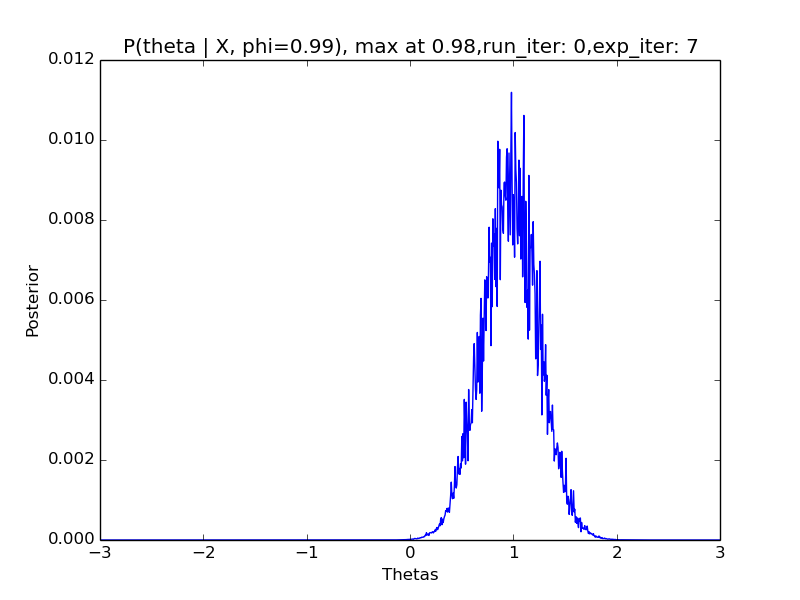 P(theta | X, phi=0.99), max at 0.98,run_iter: 0,exp_iter: 7
0.012
0.010
0.008
0.006
0.004
0.002
0.000
Posterior
−3 −2 −1 0 1 2 3
Thetas